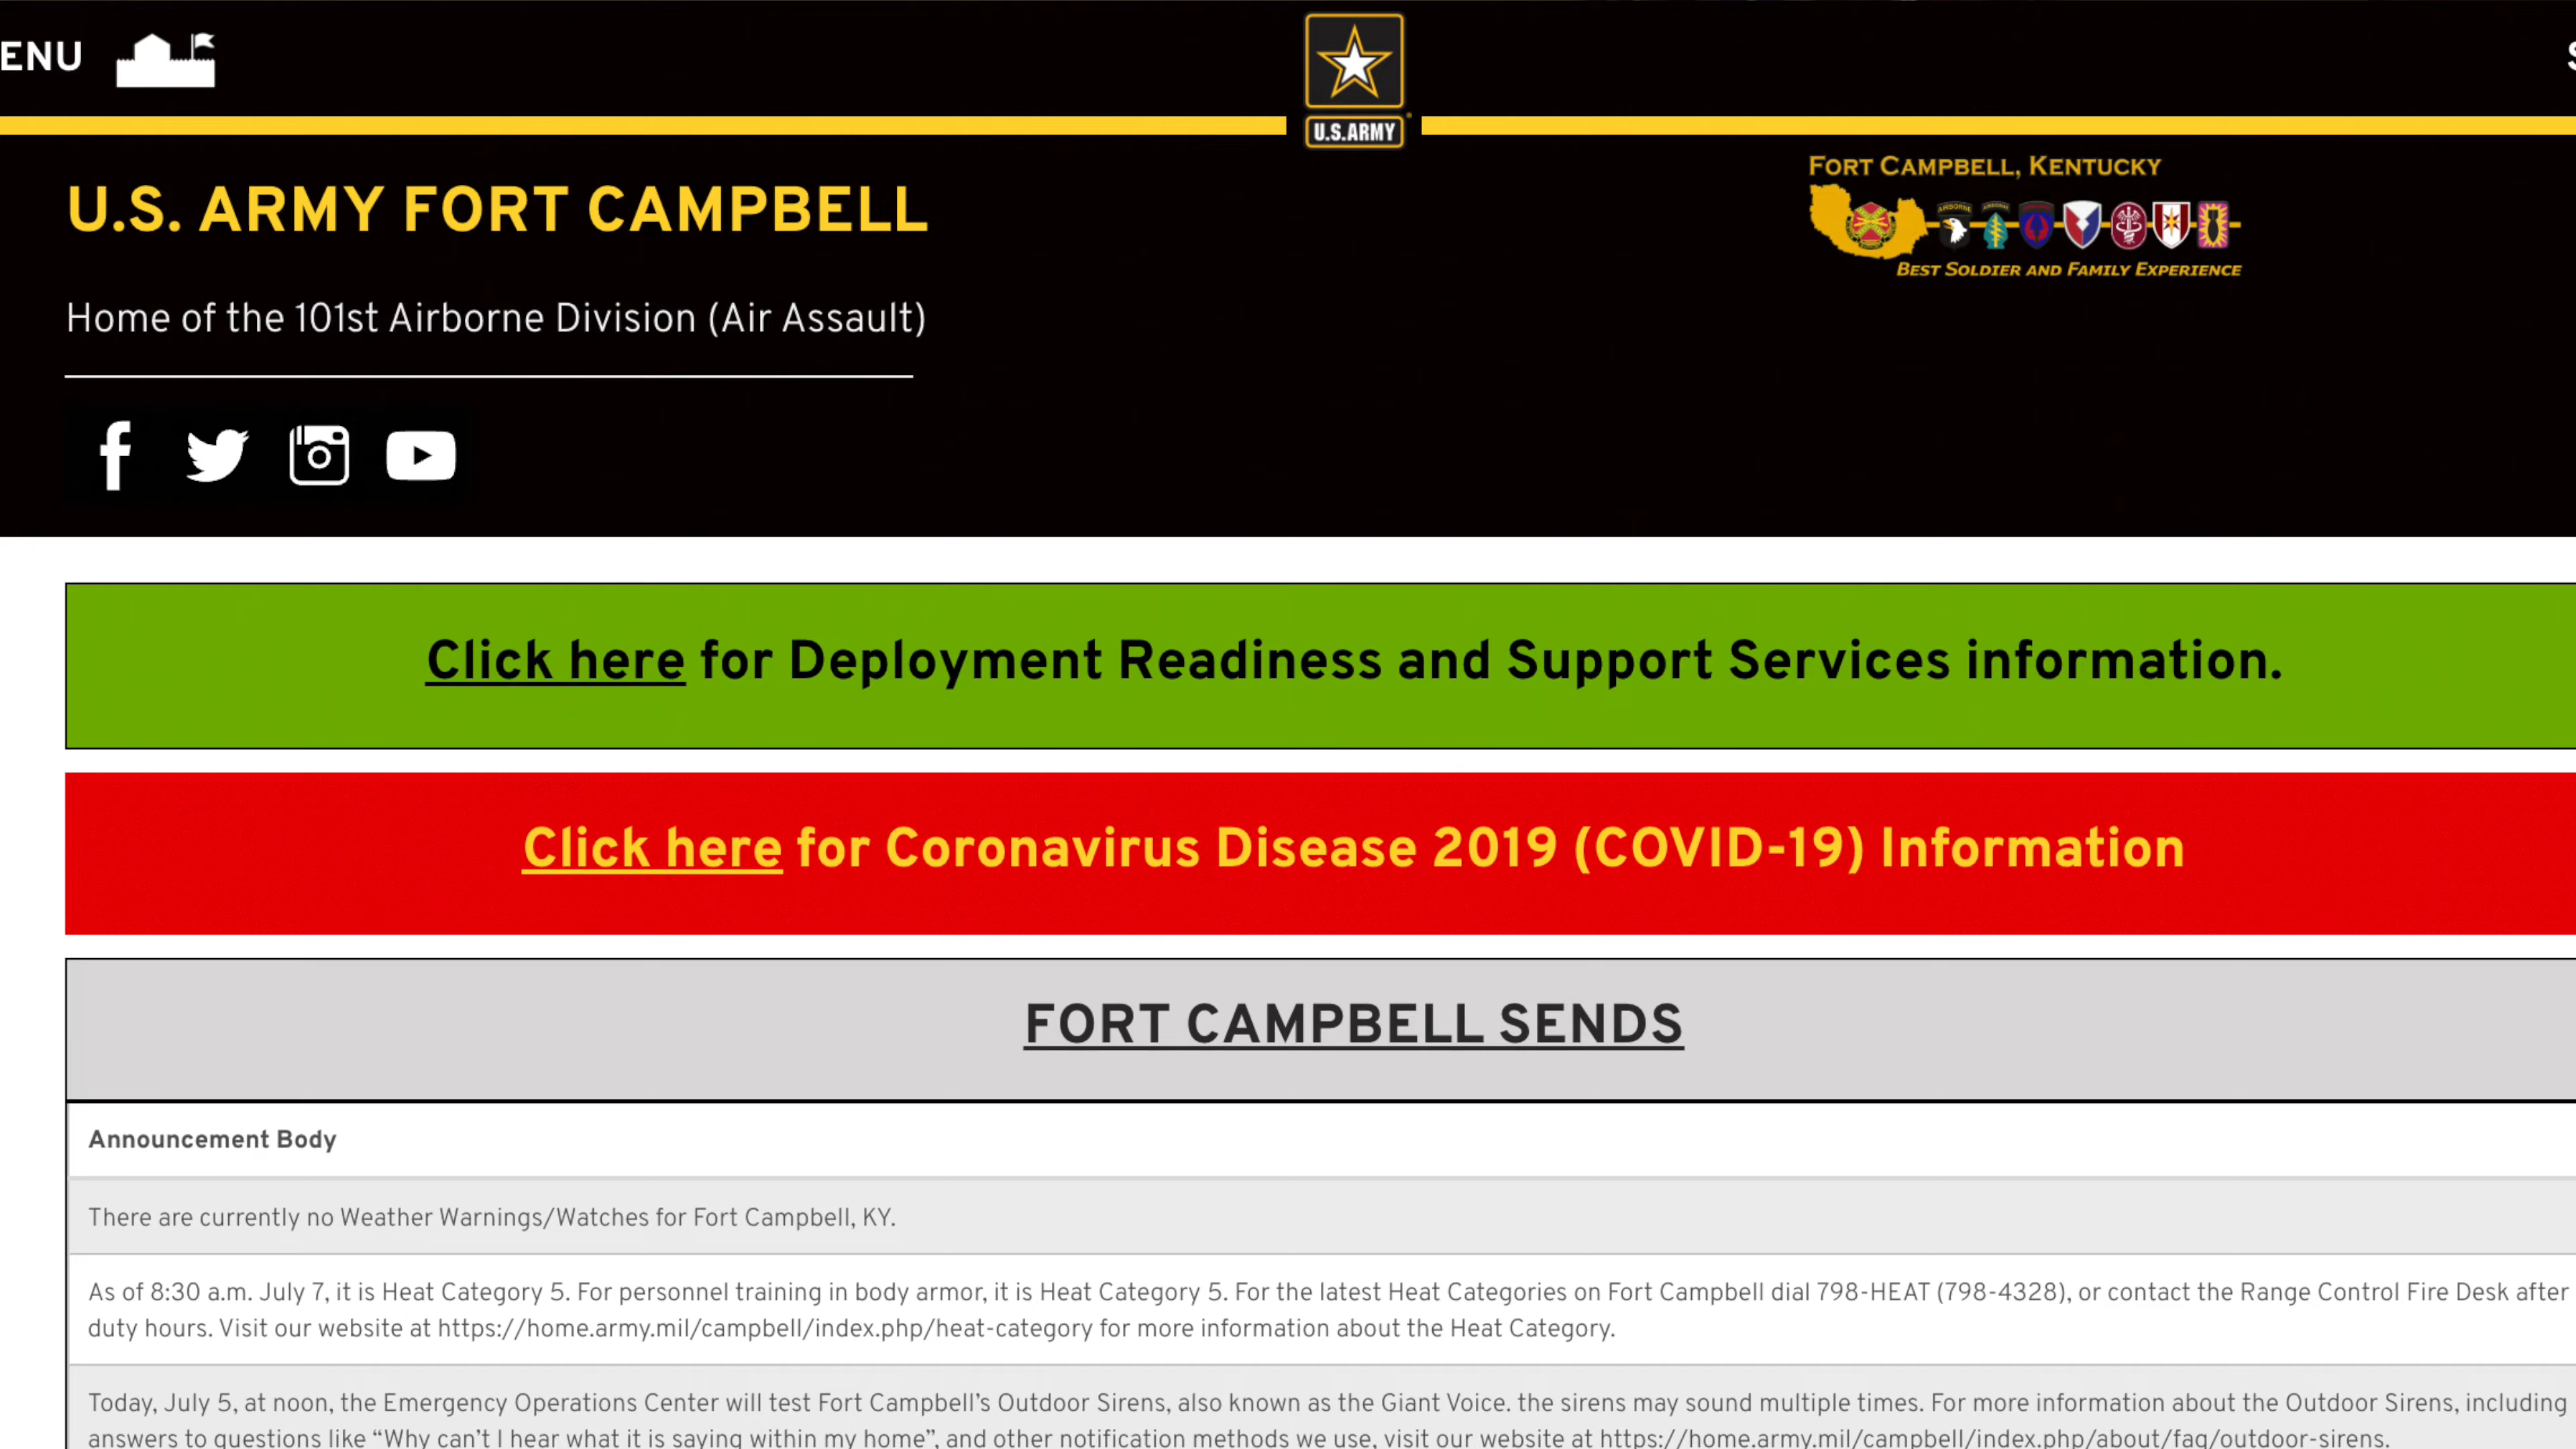 ENU
U.S.ARMY
FORT CAMPBELL, KENTUCKY
U.S. ARMY FORT CAMPBELL
BEST SOLDIER AND FAMILY EXPERIENCE
Home of the 101st Airborne Division (Air Assault)
Click here for Deployment Readiness and Support Services information.
Click here for Coronavirus Disease 2019 (COVID-19) Information
FORT CAMPBELL SENDS
Announcement Body
There are currently no Weather Warnings/Watches for Fort Campbell, KY.
As of 8:30 a.m. July 7, it is Heat Category 5. For personnel training in body armor, it is Heat Category 5. For the latest Heat Categories on Fort Campbell dial 798-HEAT (798-4328), or contact the Range Control Fire Desk after
duty hours. Visit our website at https://home.army.mil/campbell/index.php/heat-category for more information about the Heat Category.
Today, July 5, at noon, the Emergency Operations Center will test Fort Campbell’s Outdoor Sirens, also known as the Giant Voice. the sirens may sound multiple times. For more information about the Outdoor Sirens, including
answers to questions like “Why can’t I hear what it is saying within my home”, and other notification methods we use, visit our website at https://home.army.mil/campbell/index.php/about/faq/outdoor-sirens.